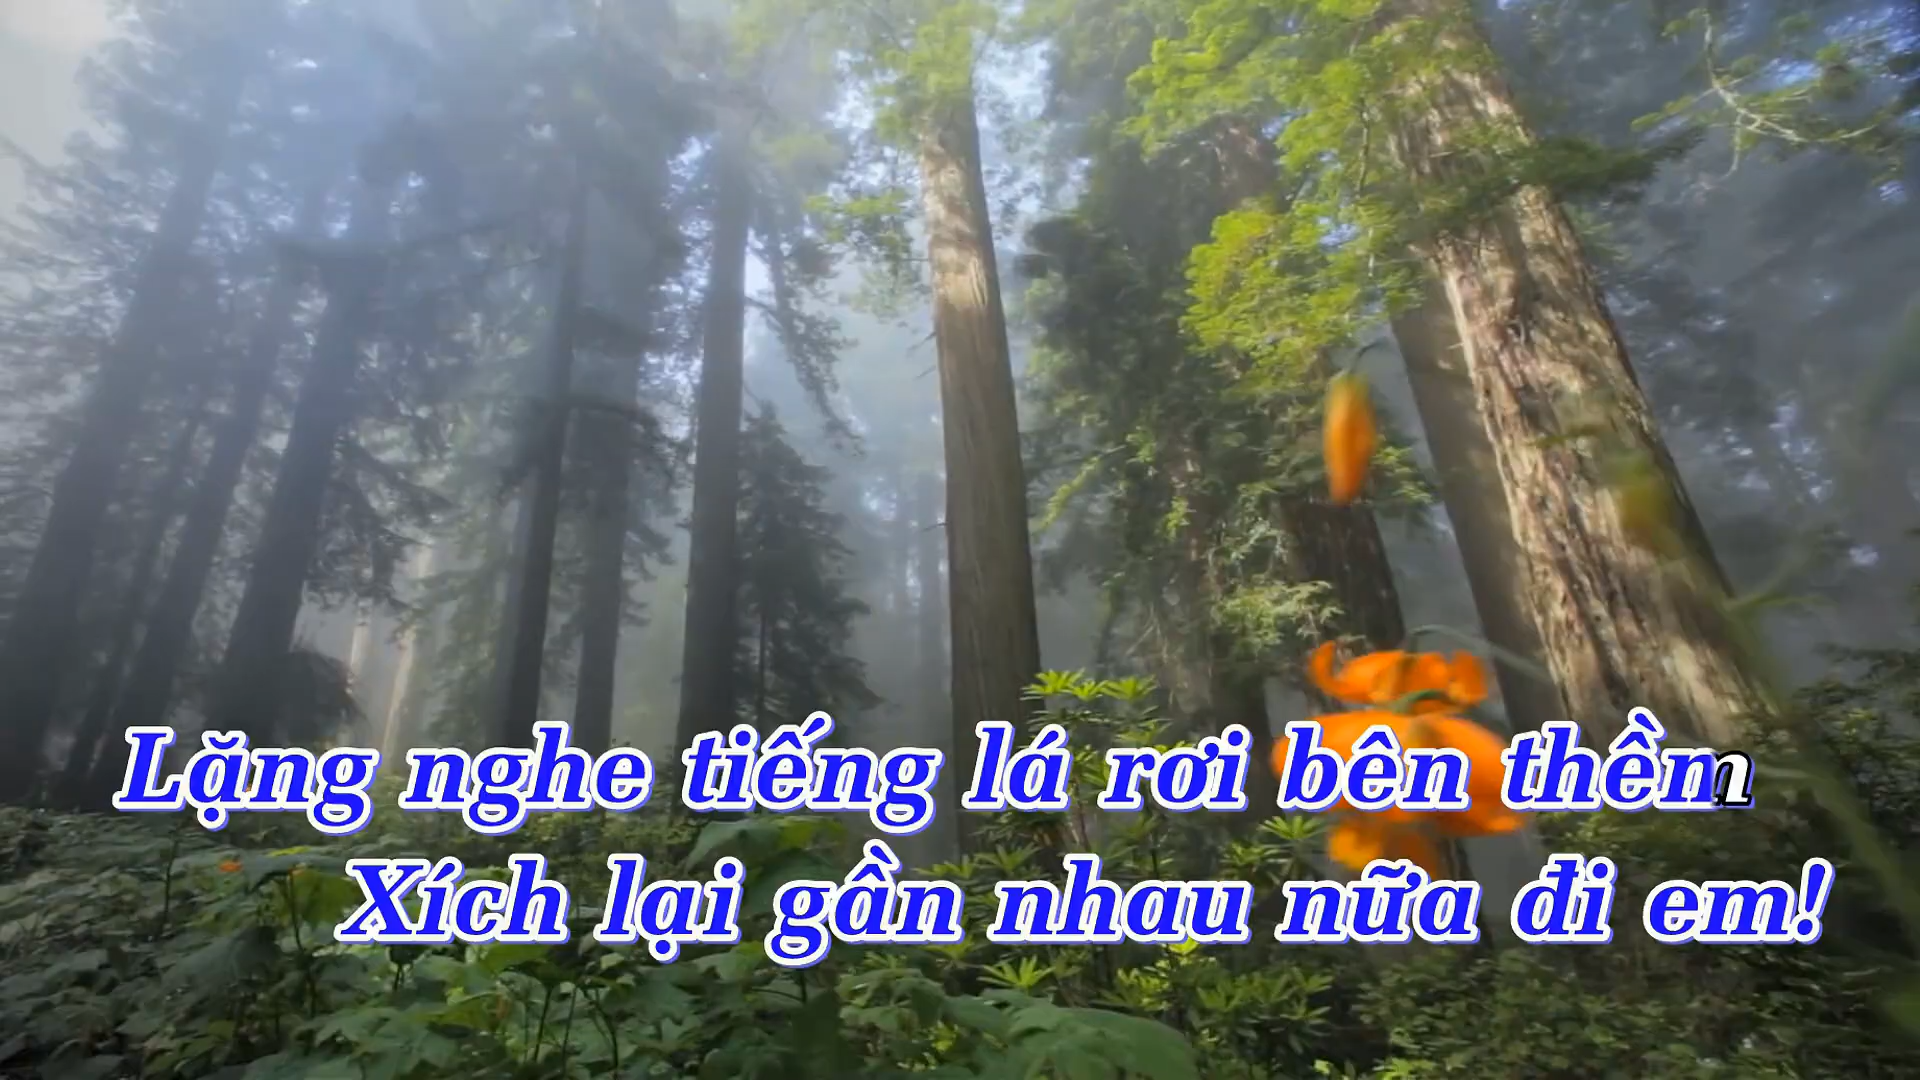 Lặng nghe tiếng lá rơi bên thềm
Xích lại gần nhau nữa đi em!